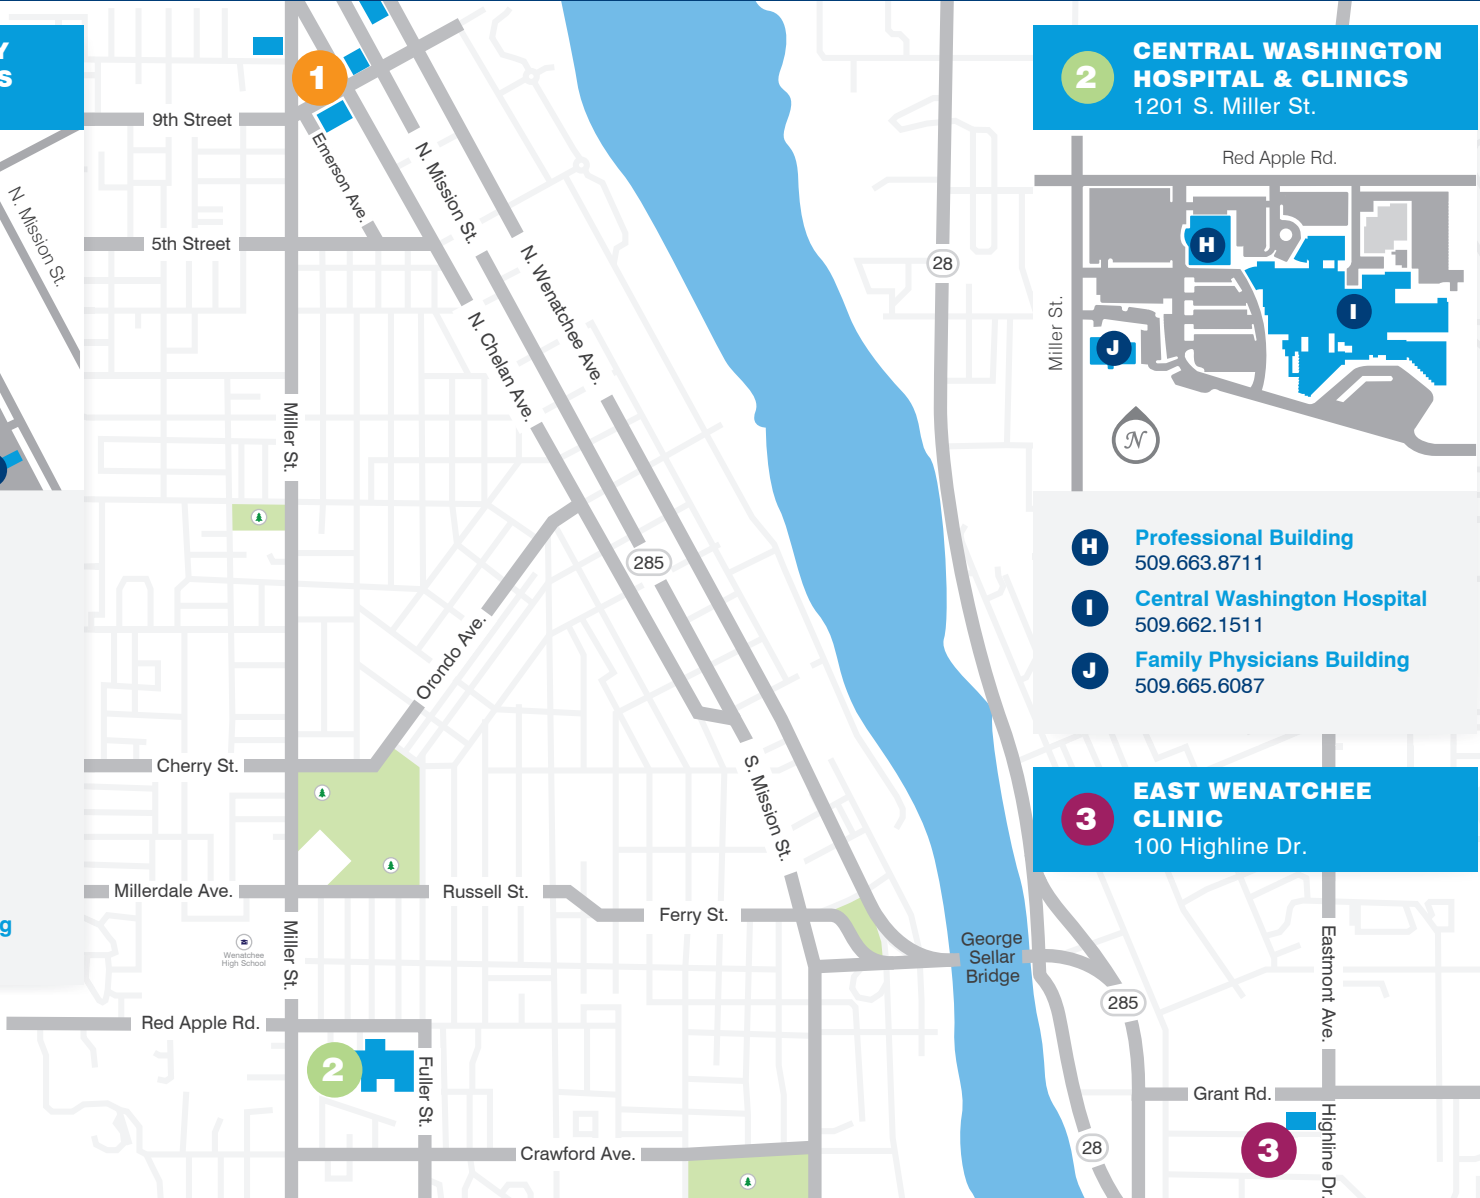 Y
S
N. Mission St.
g
1
9th Street
Emerson Ave.
N. Mission St.
5th Street
N. Wenatchee Ave.
N. Chelan Ave.
Miller St.
285
Orondo Ave.
Cherry St.
S. Mission St.
Millerdale Ave.
Russell St.
Ferry St.
Miller St.
Wenatchee
High School
George
Sellar
Bridge
Red Apple Rd.
2
Fuller St.
Crawford Ave.
28
285
28
Grant Rd.
Eastmont Ave.
Highline Dr.
3
2
CENTRAL WASHINGTON
HOSPITAL & CLINICS
1201 S. Miller St.
Red Apple Rd.
Miller St.
H
I
J
N
H Professional Building
509.663.8711
I Central Washington Hospital
509.662.1511
J Family Physicians Building
509.665.6087
3
EAST WENATCHEE
CLINIC
100 Highline Dr.